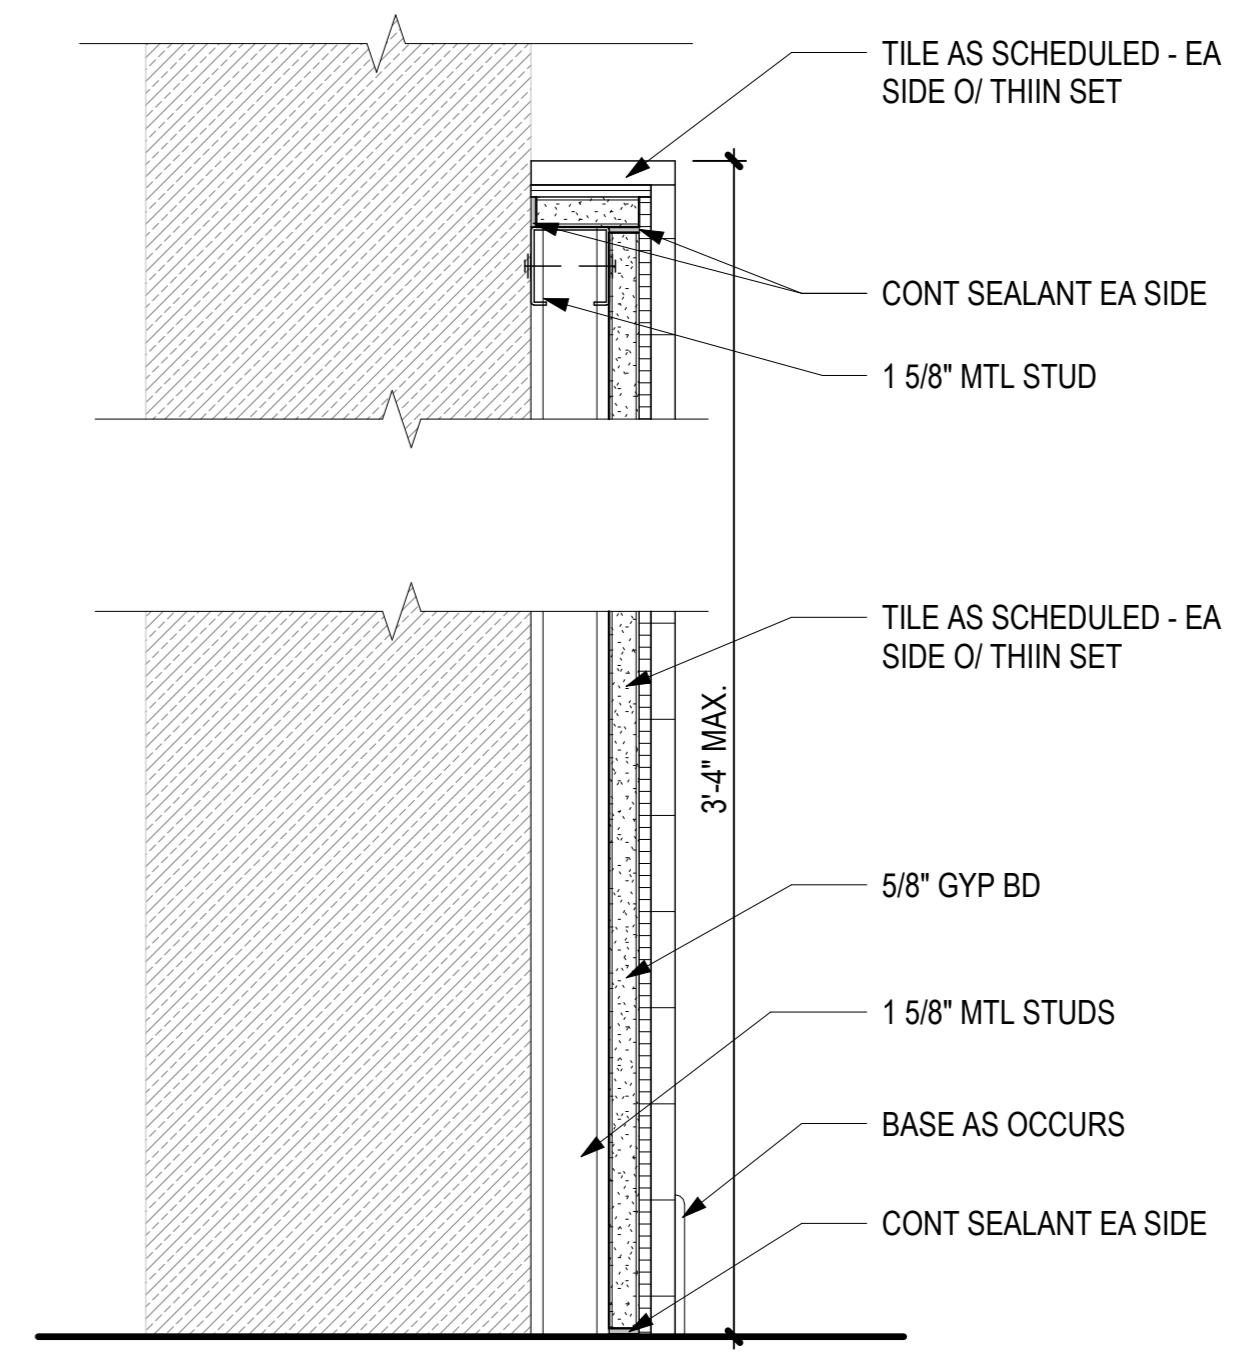 TILE AS SCHEDULED - EA
SIDE O/ THIIN SET
CONT SEALANT EA SIDE
1 5/8" MTL STUD
TILE AS SCHEDULED - EA
SIDE O/ THIIN SET
3'-4" MAX.
5/8" GYP BD
1 5/8" MTL STUDS
BASE AS OCCURS
CONT SEALANT EA SIDE